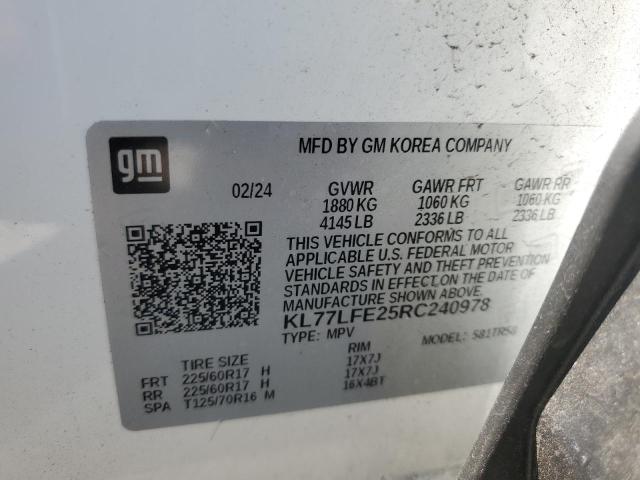 gm
MFD BY GM KOREA COMPANY
02/24 GVWR GAWR FRT GAWR RR
1880 KG 1060 KG 1060 KG
4145 LB 2336 LB 2336 LB
THIS VEHICLE CONFORMS TO ALL
APPLICABLE U.S. FEDERAL MOTOR
VEHICLE SAFETY AND THEFT PREVENTION
STANDARDS IN EFFECT ON THE DATE OF
MANUFACTURE SHOWN ABOVE.
KL77LFE25RC240978
TYPE: MPV MODEL: 581TR58
TIRE SIZE RIM
FRT 225/60R17 H 17X7J
RR 225/60R17 H 17X7J
SPA T125/70R16 M 16X4BT